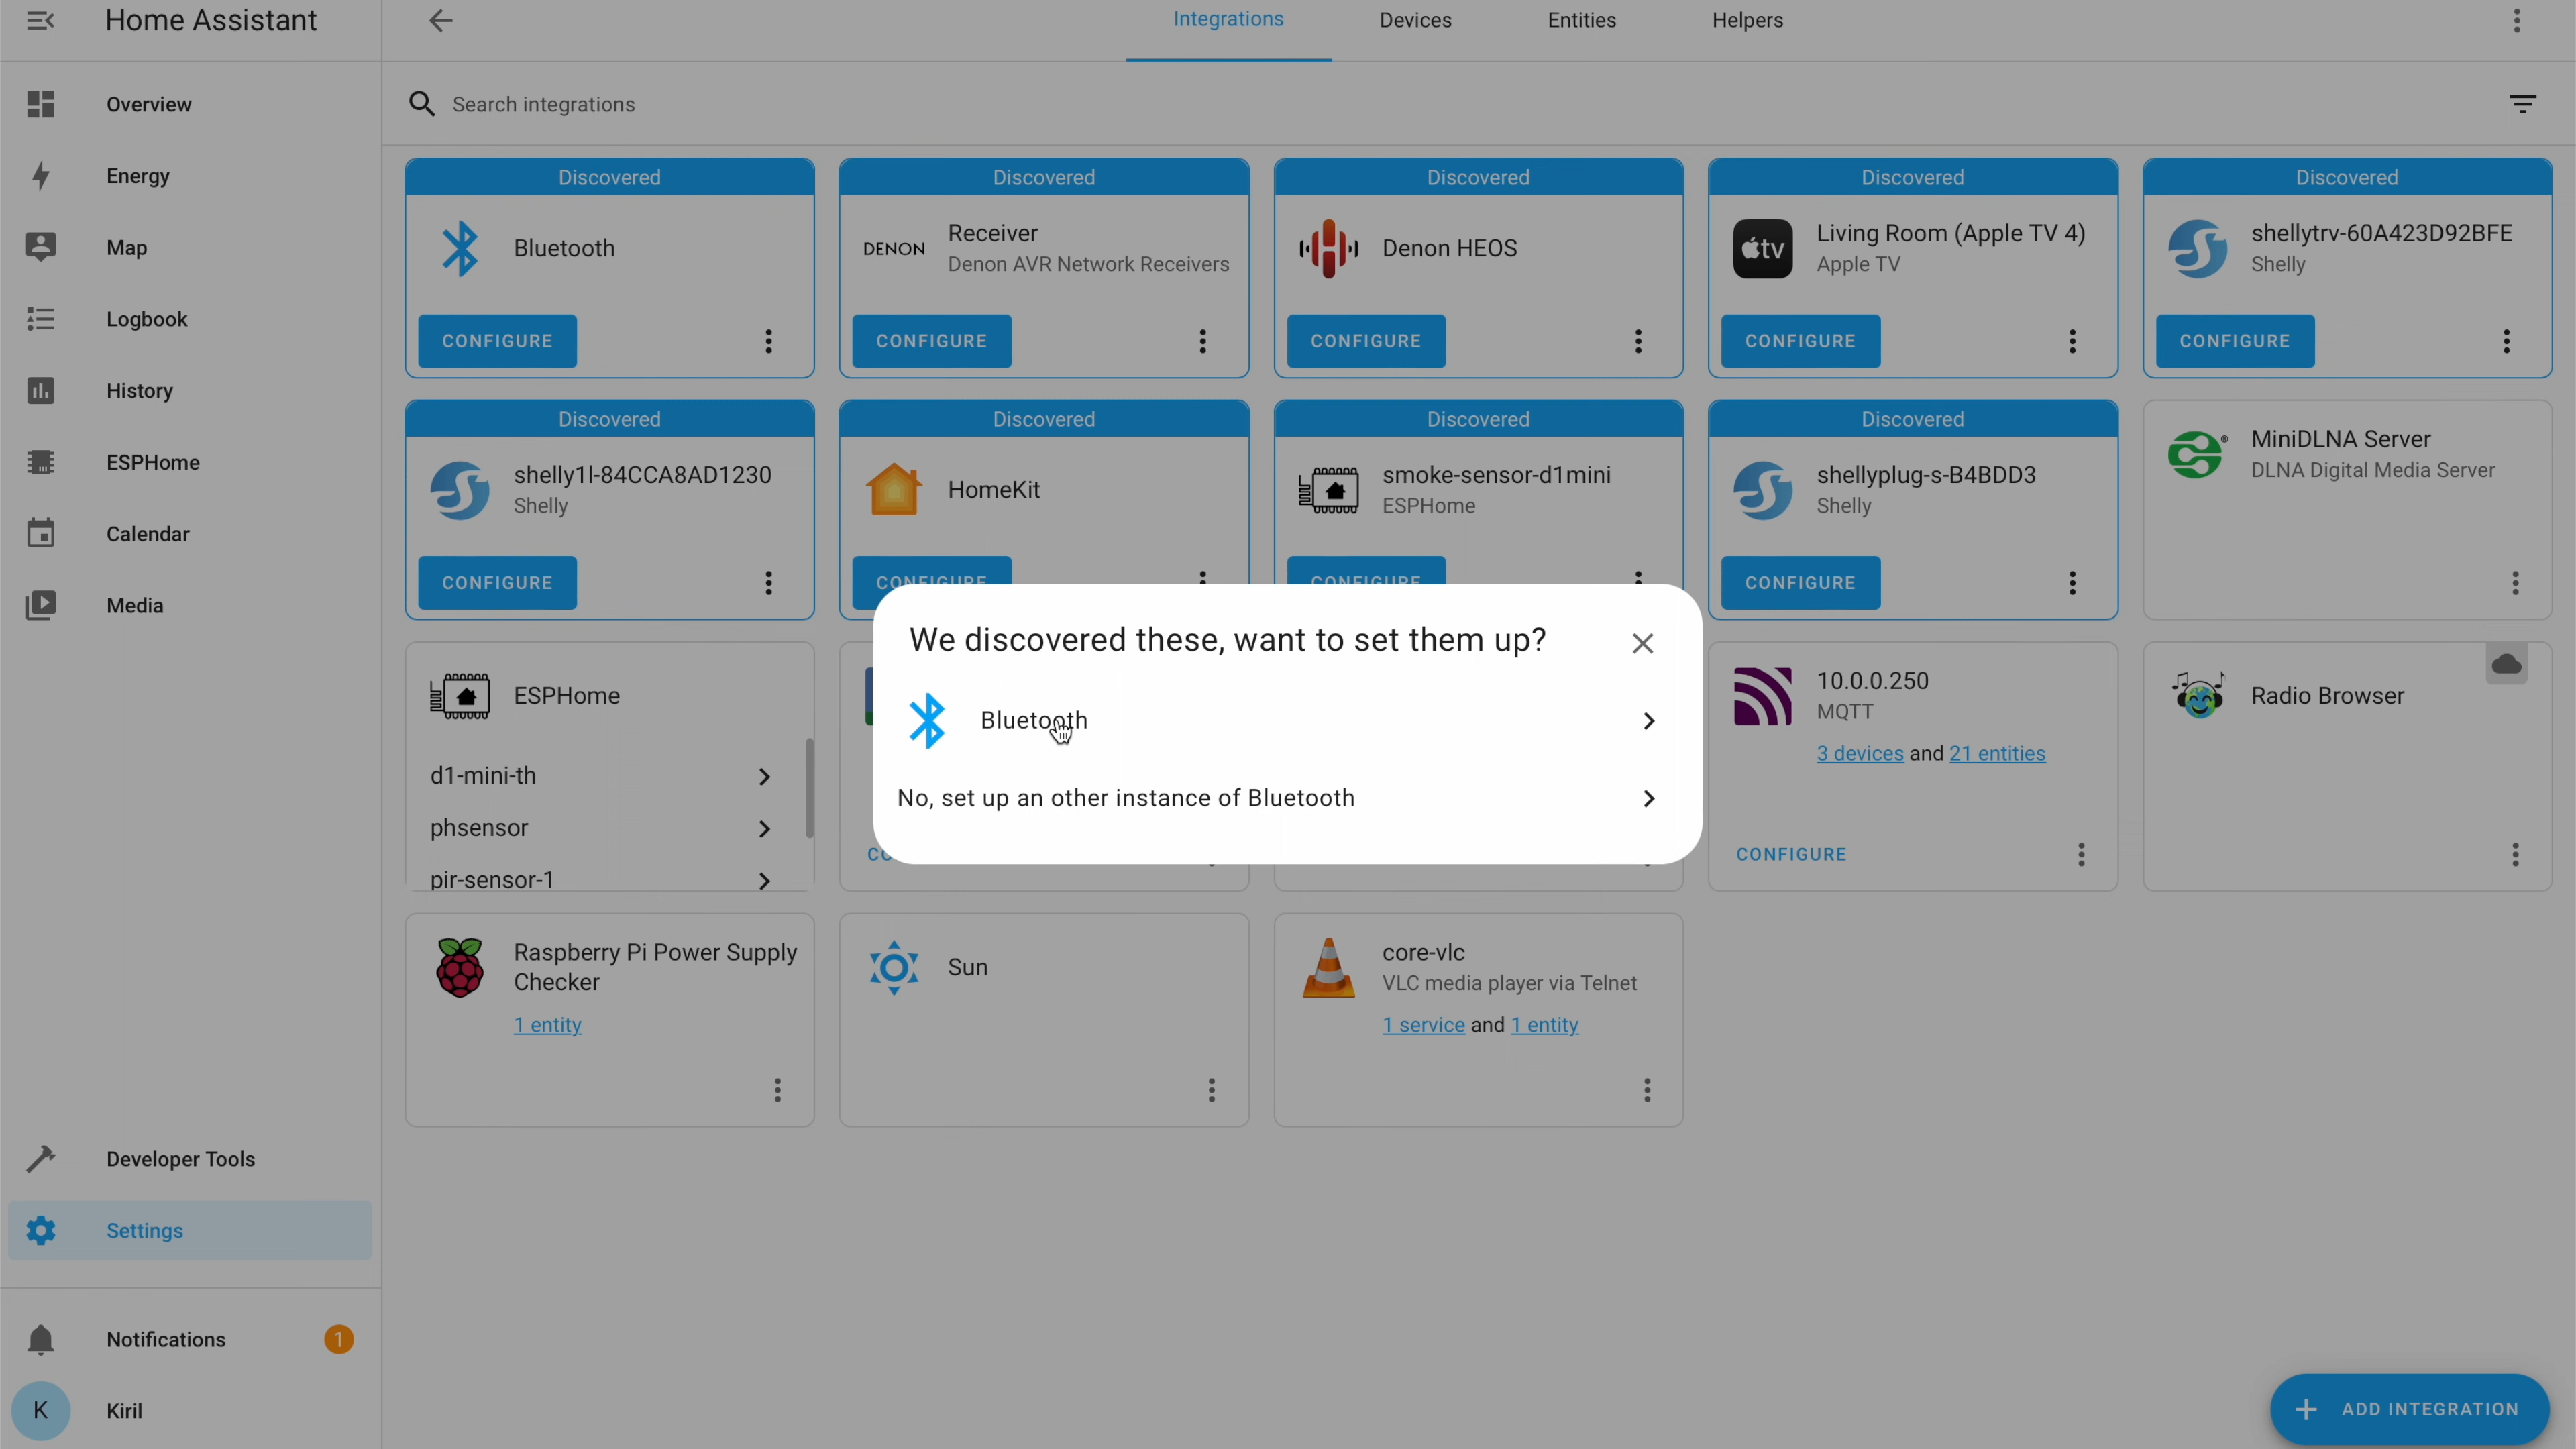 Home Assistant
Integrations
Devices
Entities
Helpers
Overview
Energy
Map
Logbook
History
ESPHome
Calendar
Media
Developer Tools
Settings
Notifications
1
K
Kiril
Search integrations
Discovered
Bluetooth
CONFIGURE
Discovered
DENON
Receiver
Denon AVR Network Receivers
CONFIGURE
Discovered
Denon HEOS
CONFIGURE
Discovered
tv
Living Room (Apple TV 4)
Apple TV
CONFIGURE
Discovered
shellytrv-60A423D92BFE
Shelly
CONFIGURE
Discovered
shelly1l-84CCA8AD1230
Shelly
CONFIGURE
Discovered
HomeKit
CONFIGURE
Discovered
smoke-sensor-d1mini
ESPHome
CONFIGURE
Discovered
shellyplug-s-B4BDD3
Shelly
CONFIGURE
MiniDLNA Server
DLNA Digital Media Server
We discovered these, want to set them up?
Bluetooth
No, set up an other instance of Bluetooth
ESPHome
d1-mini-th
phsensor
pir-sensor-1
10.0.0.250
MQTT
3 devices and 21 entities
CONFIGURE
Radio Browser
Raspberry Pi Power Supply
Checker
1 entity
Sun
core-vlc
VLC media player via Telnet
1 service and 1 entity
ADD INTEGRATION